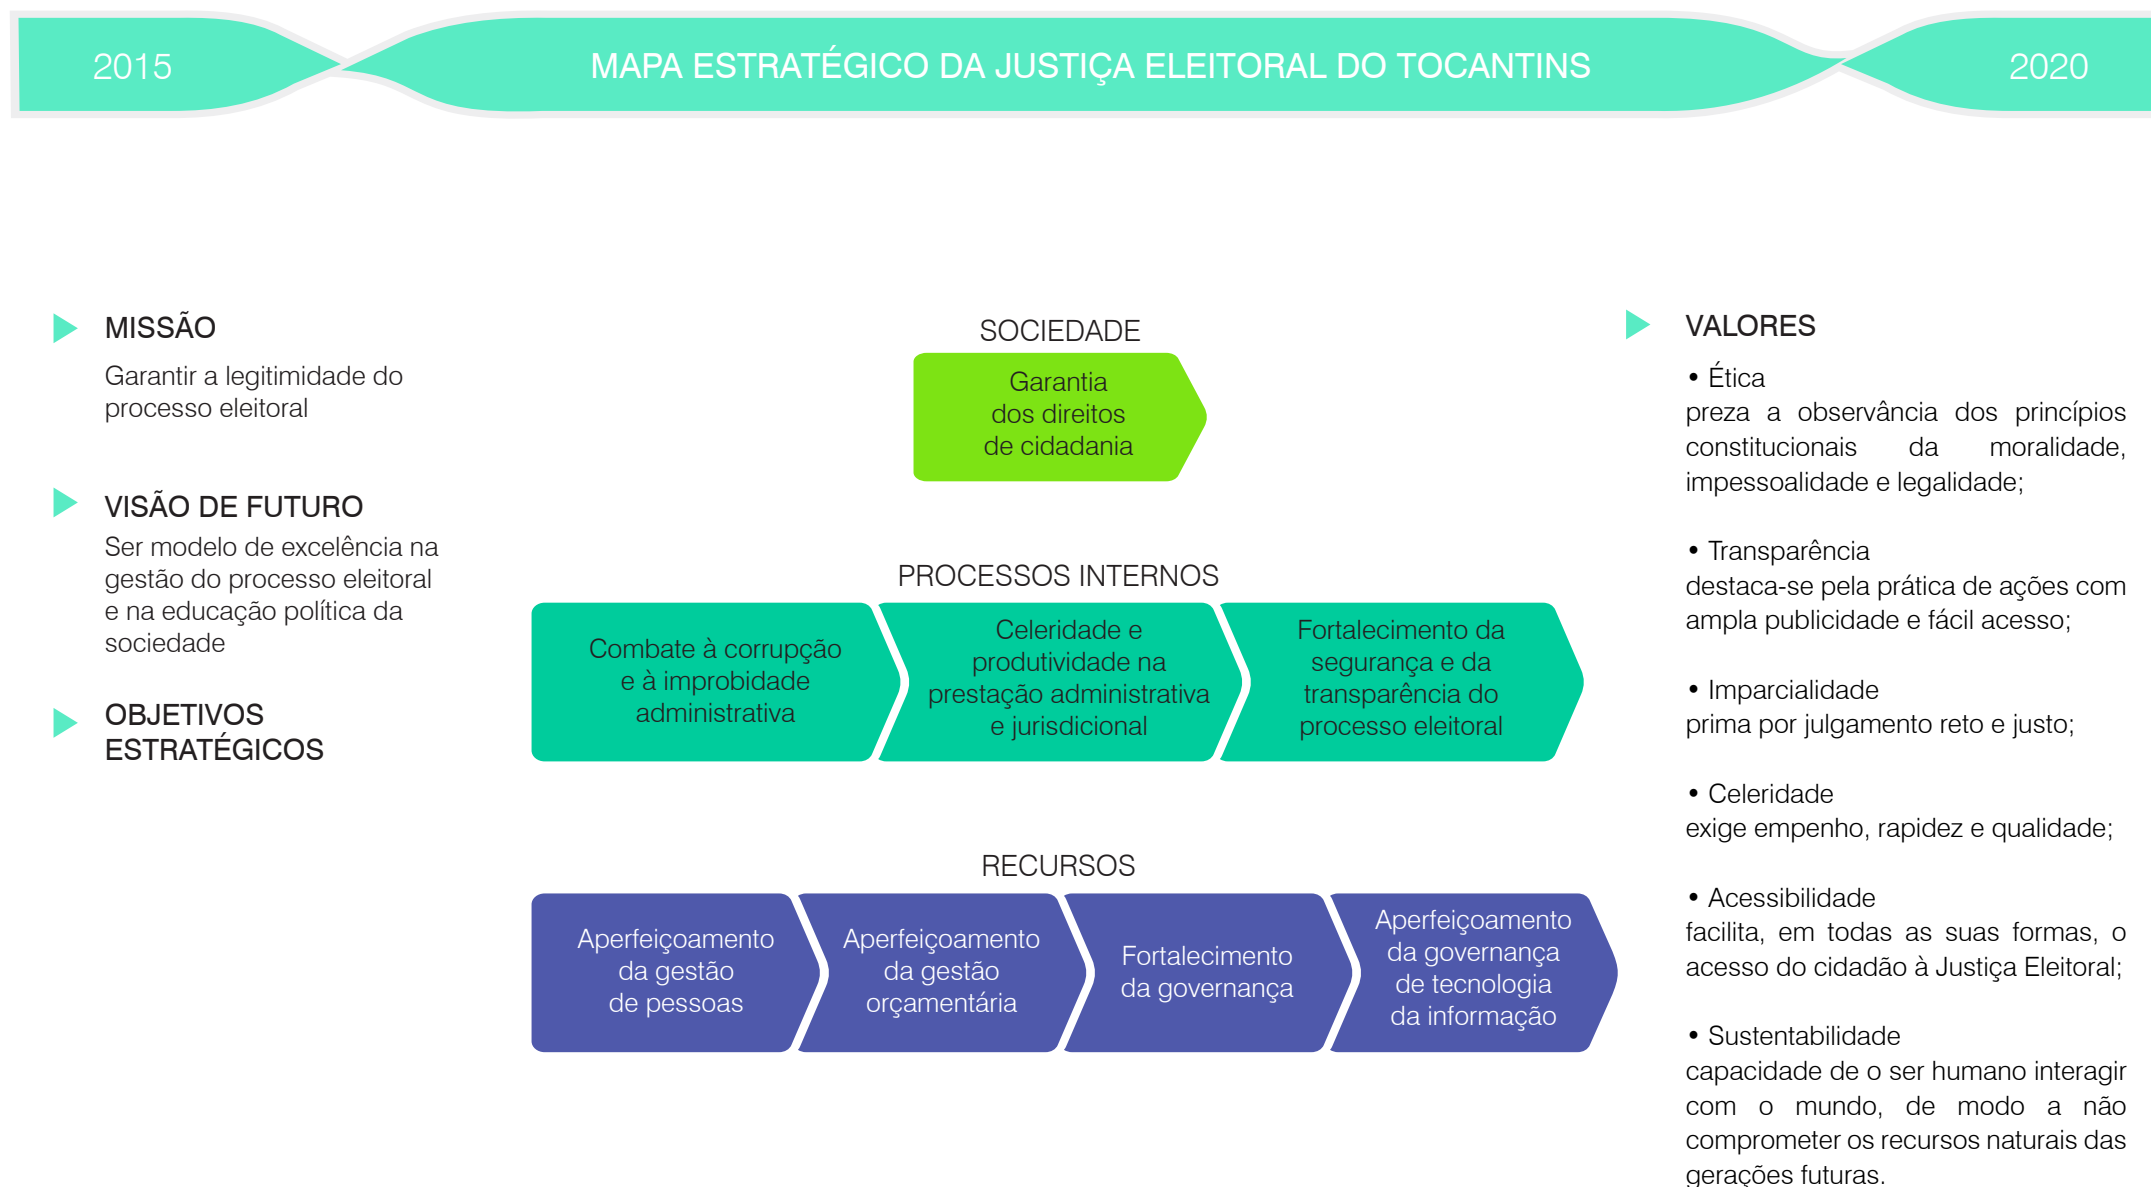 2015
MAPA ESTRATÉGICO DA JUSTIÇA ELEITORAL DO TOCANTINS
2020
MISSÃO
Garantir a legitimidade do
processo eleitoral
VISÃO DE FUTURO
Ser modelo de excelência na
gestão do processo eleitoral
e na educação política da
sociedade
OBJETIVOS
ESTRATÉGICOS
SOCIEDADE
Garantia
dos direitos
de cidadania
PROCESSOS INTERNOS
Combate à corrupção
e à improbidade
administrativa
Celeridade e
produtividade na
prestação administrativa
e jurisdicional
Fortalecimento da
segurança e da
transparência do
processo eleitoral
RECURSOS
Aperfeiçoamento
da gestão
de pessoas
Aperfeiçoamento
da gestão
orçamentária
Fortalecimento
da governança
Aperfeiçoamento
da governança
de tecnologia
da informação
VALORES
• Ética
preza a observância dos princípios
constitucionais da moralidade,
impessoalidade e legalidade;
• Transparência
destaca-se pela prática de ações com
ampla publicidade e fácil acesso;
• Imparcialidade
prima por julgamento reto e justo;
• Celeridade
exige empenho, rapidez e qualidade;
• Acessibilidade
facilita, em todas as suas formas, o
acesso do cidadão à Justiça Eleitoral;
• Sustentabilidade
capacidade de o ser humano interagir
com o mundo, de modo a não
comprometer os recursos naturais das
gerações futuras.